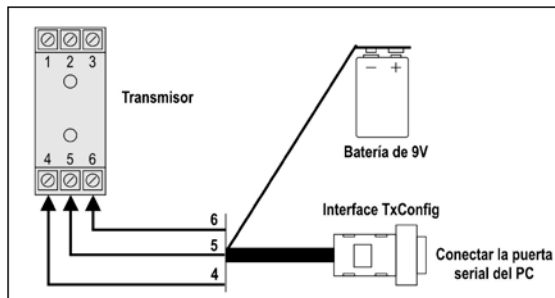 1 2 3
Transmisor
4 5 6
− +
Batería de 9V
6
5
4
Interface TxConfig
Conectar la puerta
serial del PC